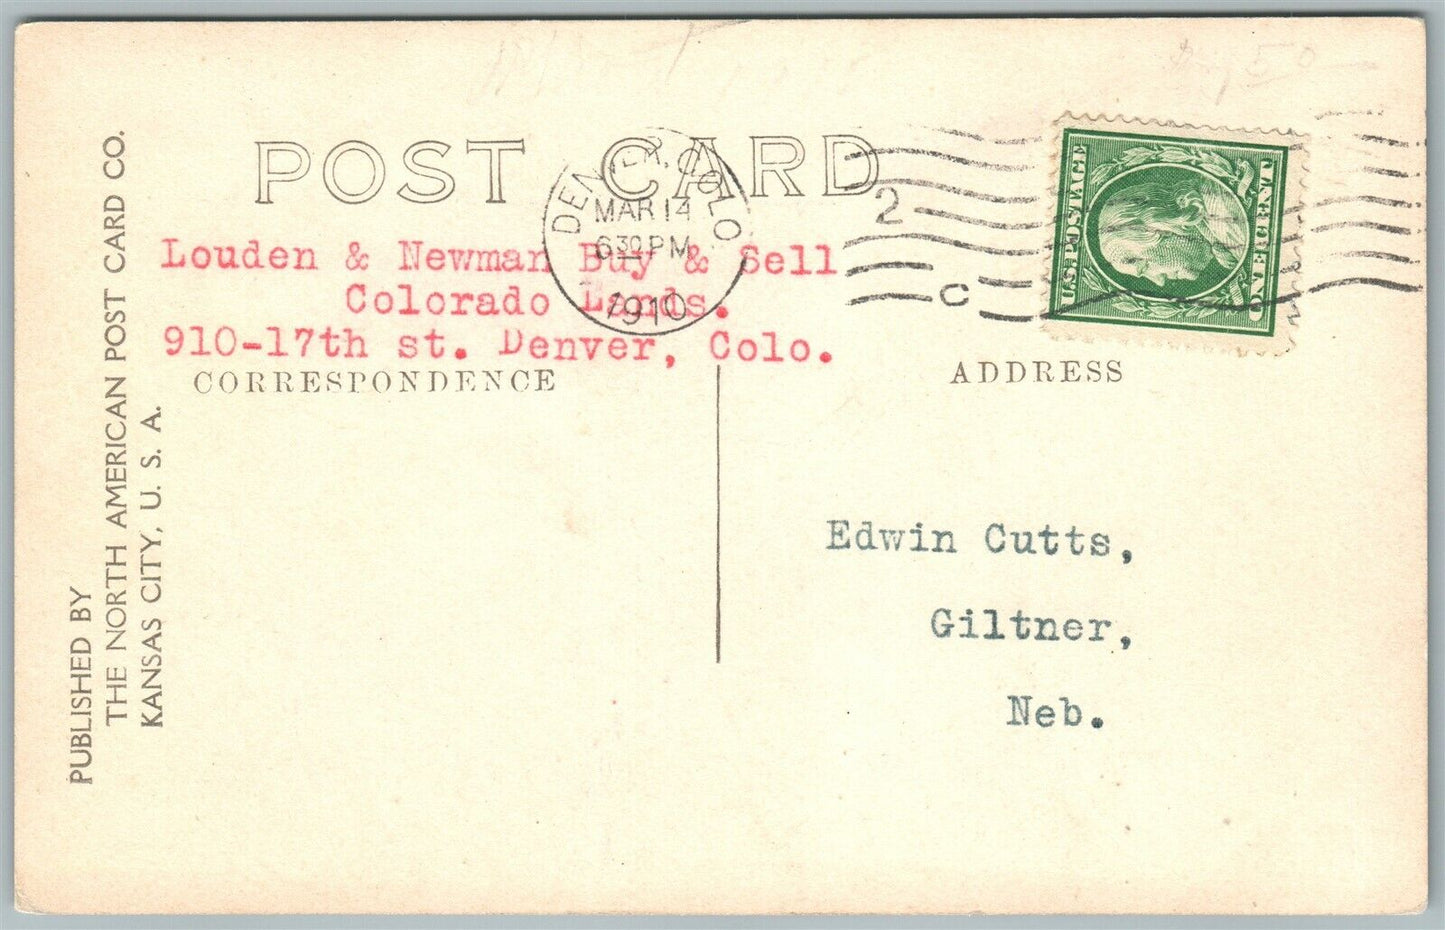 POST CARD
DENVER, COLO
MAR 14
6 30 PM
1910
2
C
U.S. POSTAGE
ONE CENT
Louden & Newman Buy & Sell
Colorado Lands.
910-17th st. Denver, Colo.
CORRESPONDENCE
ADDRESS
Edwin Cutts,
Giltner,
Neb.
PUBLISHED BY
THE NORTH AMERICAN POST CARD CO.
KANSAS CITY, U. S. A.